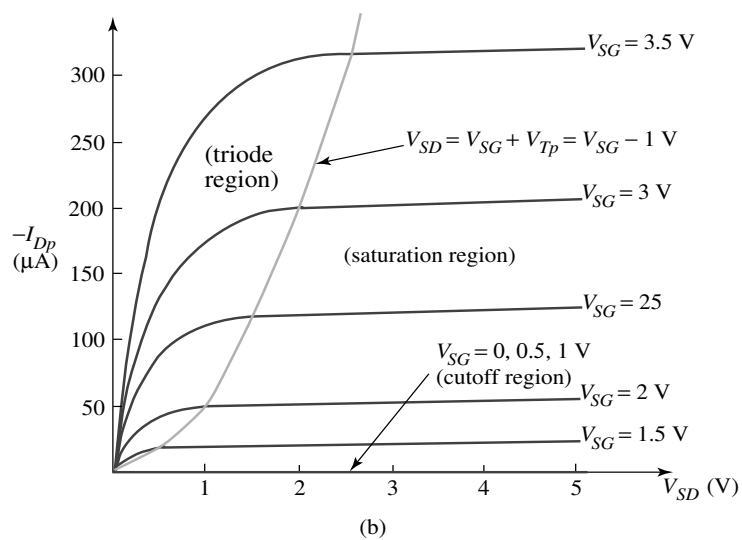 V_SG = 3.5 V
300
250
(triode
region)
V_SD = V_SG + V_Tp = V_SG − 1 V
200
V_SG = 3 V
−I_Dp
(µA)
150
(saturation region)
V_SG = 25
100
V_SG = 0, 0.5, 1 V
(cutoff region)
V_SG = 2 V
50
V_SG = 1.5 V
1
2
3
4
5
V_SD (V)
(b)